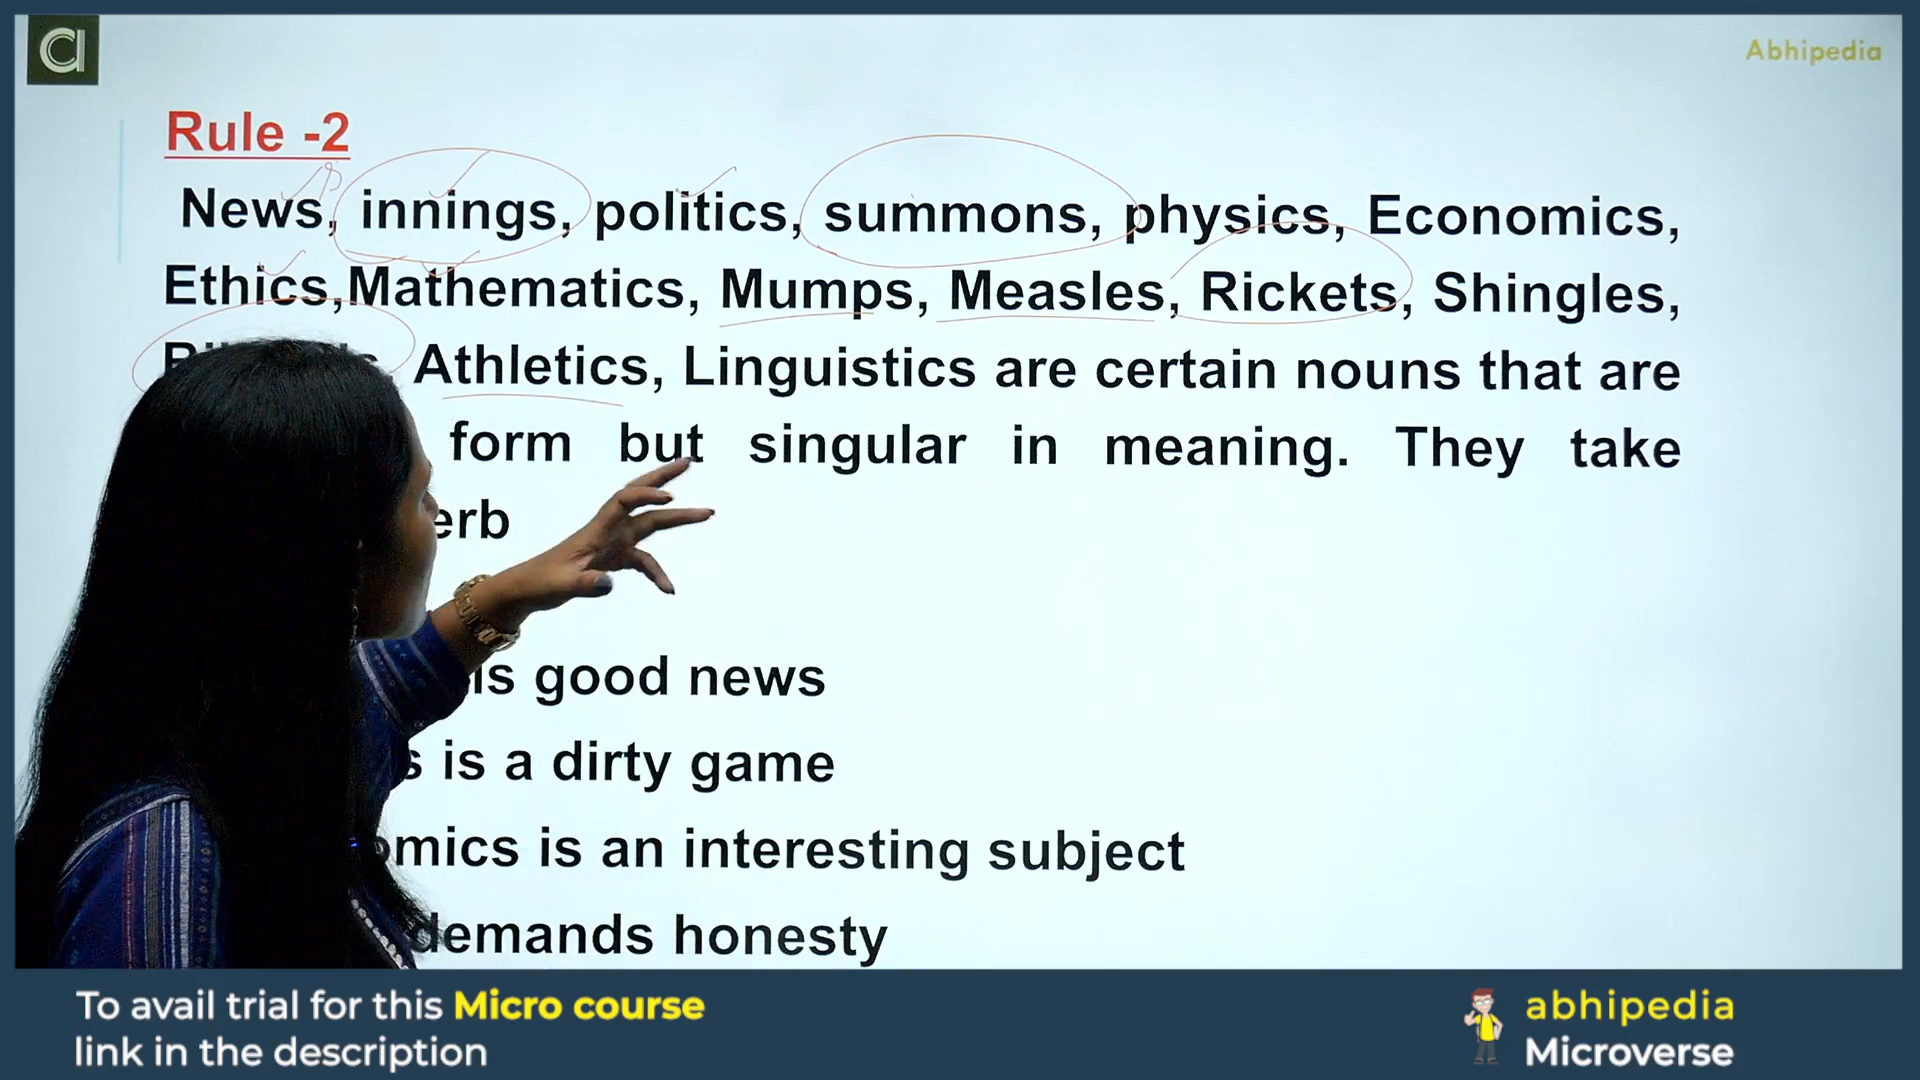 Abhipedia
Rule -2
News, innings, politics, summons, physics, Economics,
Ethics,Mathematics, Mumps, Measles, Rickets, Shingles,
Athletics, Linguistics are certain nouns that are
form but singular in meaning. They take
erb
is good news
s is a dirty game
omics is an interesting subject
demands honesty
To avail trial for this Micro course
link in the description
abhipedia
Microverse